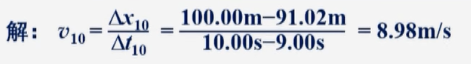 解： v₁₀ = Δx₁₀/Δt₁₀ = (100.00m−91.02m)/(10.00s−9.00s) = 8.98m/s